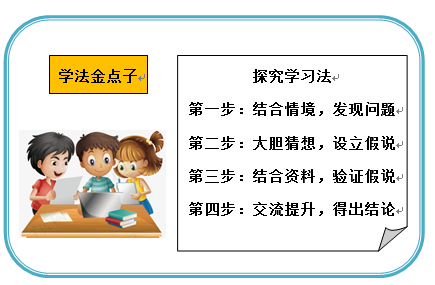 学法金点子
探究学习法
第一步：结合情境，发现问题
第二步：大胆猜想，设立假说
第三步：结合资料，验证假说
第四步：交流提升，得出结论